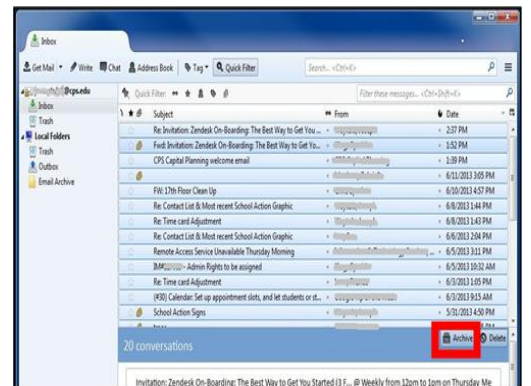 Inbox
Get Mail Write Chat Address Book Tag Quick Filter Search... <Ctrl+K>
@cps.edu
Inbox
Trash
Local Folders
Trash
Outbox
Email Archive
Quick Filter: Filter these messages... <Ctrl+Shift+K>
Subject From Date
Re: Invitation: Zendesk On-Boarding: The Best Way to Get You ... 2:37 PM
Fwd: Invitation: Zendesk On-Boarding: The Best Way to Get Yo... 1:52 PM
CPS Capital Planning welcome email 1:39 PM
6/11/2013 3:05 PM
FW: 17th Floor Clean Up 6/10/2013 4:57 PM
Re: Contact List & Most recent School Action Graphic 6/8/2013 1:44 PM
Re: Time card Adjustment 6/8/2013 1:43 PM
Re: Contact List & Most recent School Action Graphic 6/6/2013 2:04 PM
Remote Access Service Unavailable Thursday Morning 6/5/2013 3:11 PM
- Admin Rights to be assigned 6/5/2013 10:32 AM
Re: Time card Adjustment 6/3/2013 1:05 PM
(#30) Calendar: Set up appointment slots, and let students or st... 6/3/2013 9:15 AM
School Action Signs 5/31/2013 4:50 PM
20 conversations Archive Delete
Invitation: Zendesk On-Boarding: The Best Way to Get You Started (3 F... @ Weekly from 12pm to 1pm on Thursday Me